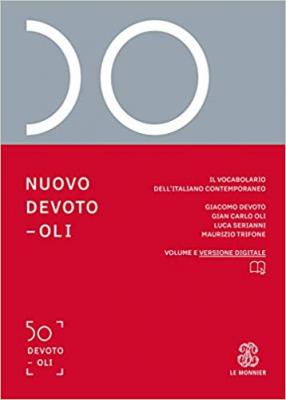 NUOVO
DEVOTO
–OLI
IL VOCABOLARIO
DELL'ITALIANO CONTEMPORANEO
GIACOMO DEVOTO
GIAN CARLO OLI
LUCA SERIANNI
MAURIZIO TRIFONE
VOLUME E VERSIONE DIGITALE
50
DEVOTO
– OLI
LE MONNIER